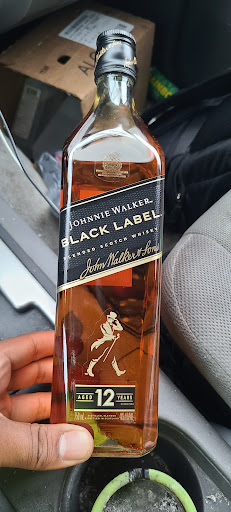 JOHNNIE WALKER.
BLACK LABEL
BLENDED SCOTCH WHISKY
John Walker & Sons
AGED 12 YEARS